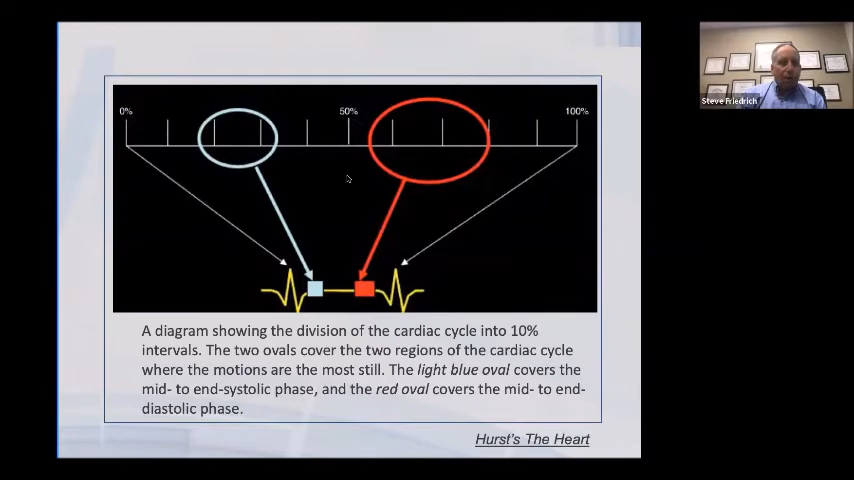 0%
50%
100%
A diagram showing the division of the cardiac cycle into 10%
intervals. The two ovals cover the two regions of the cardiac cycle
where the motions are the most still. The light blue oval covers the
mid- to end-systolic phase, and the red oval covers the mid- to end-
diastolic phase.
Hurst's The Heart
Steve Friedrich